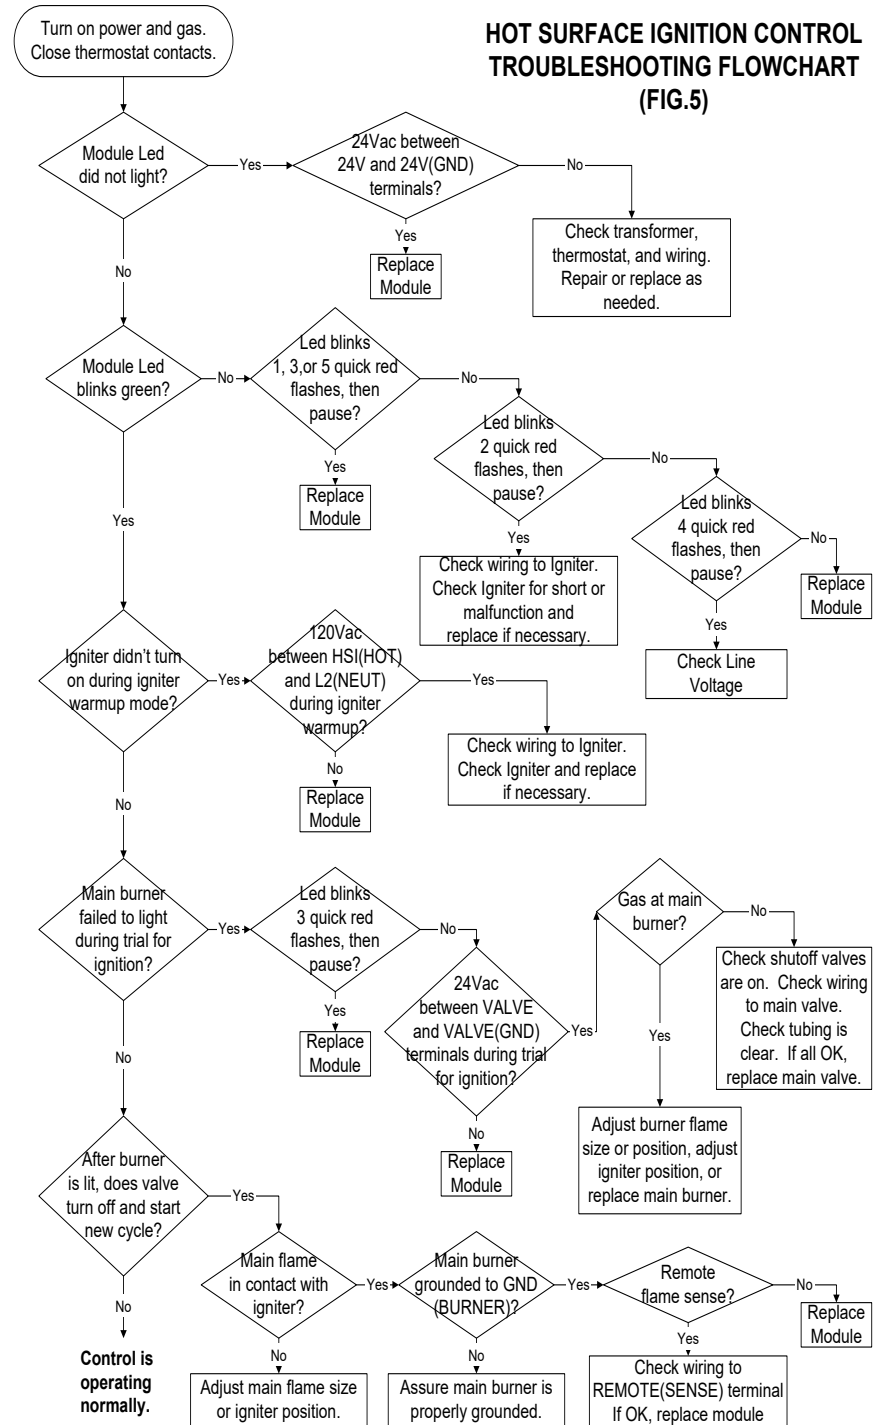 Turn on power and gas.
Close thermostat contacts.
HOT SURFACE IGNITION CONTROL
TROUBLESHOOTING FLOWCHART
(FIG.5)
Module Led
did not light?
Yes
24Vac between
24V and 24V(GND)
terminals?
No
Check transformer,
thermostat, and wiring.
Repair or replace as
needed.
Yes
Replace
Module
No
Module Led
blinks green?
No
Led blinks
1, 3,or 5 quick red
flashes, then
pause?
No
Led blinks
2 quick red
flashes, then
pause?
No
Led blinks
4 quick red
flashes, then
pause?
No
Replace
Module
Yes
Replace
Module
Yes
Check wiring to Igniter.
Check Igniter for short or
malfunction and
replace if necessary.
Yes
Check Line
Voltage
Yes
Igniter didn't turn
on during igniter
warmup mode?
Yes
120Vac
between HSI(HOT)
and L2(NEUT)
during igniter
warmup?
Yes
Check wiring to Igniter.
Check Igniter and replace
if necessary.
No
Replace
Module
No
Main burner
failed to light
during trial for
ignition?
Yes
Led blinks
3 quick red
flashes, then
pause?
No
24Vac
between VALVE
and VALVE(GND)
terminals during trial
for ignition?
Yes
Gas at main
burner?
No
Check shutoff valves
are on. Check wiring
to main valve.
Check tubing is
clear. If all OK,
replace main valve.
Yes
Replace
Module
Yes
Adjust burner flame
size or position, adjust
igniter position, or
replace main burner.
No
Replace
Module
No
After burner
is lit, does valve
turn off and start
new cycle?
Yes
Main flame
in contact with
igniter?
Yes
Main burner
grounded to GND
(BURNER)?
Yes
Remote
flame sense?
No
Replace
Module
No
Control is
operating
normally.
No
Adjust main flame size
or igniter position.
No
Assure main burner is
properly grounded.
Yes
Check wiring to
REMOTE(SENSE) terminal
If OK, replace module